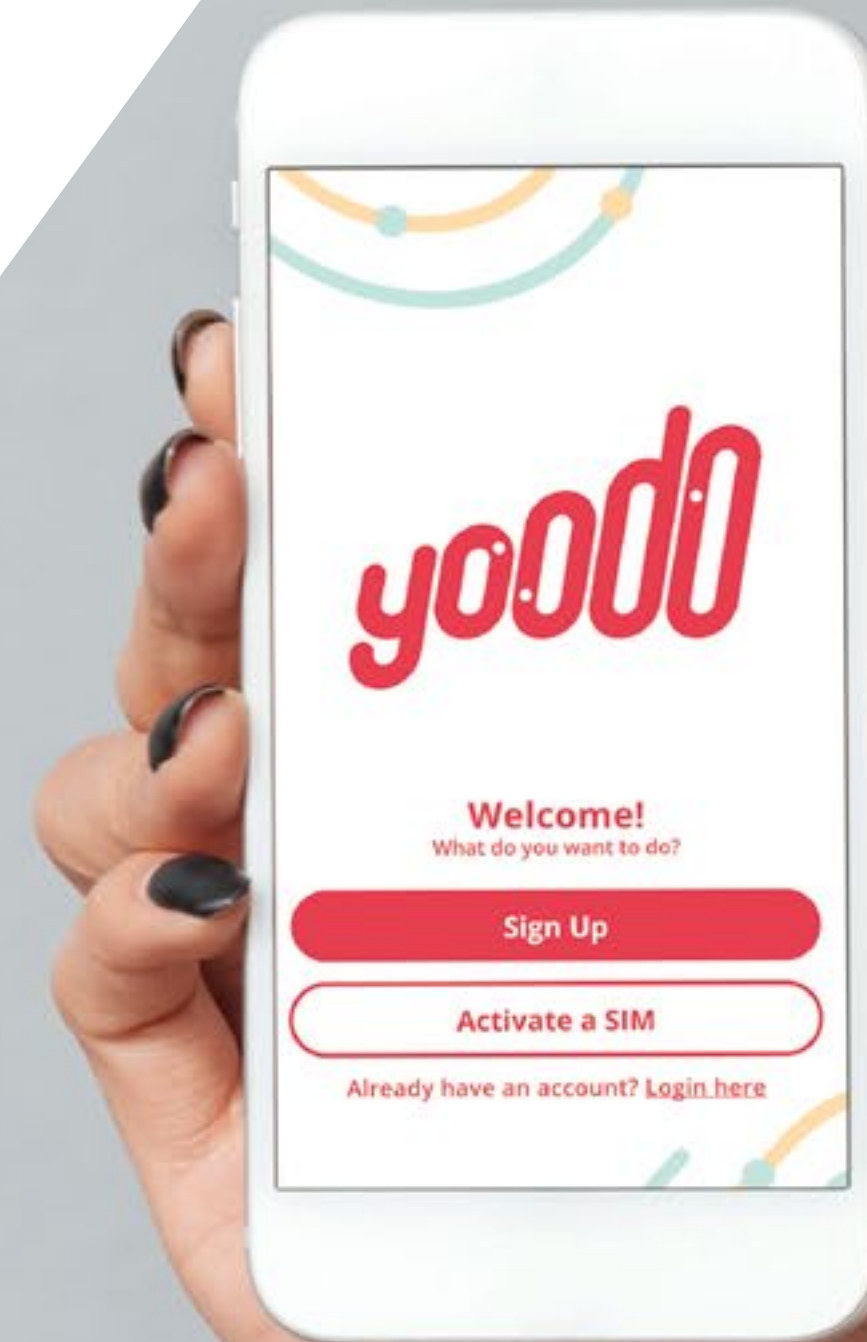 yoodo
Welcome!
What do you want to do?
Sign Up
Activate a SIM
Already have an account? Login here